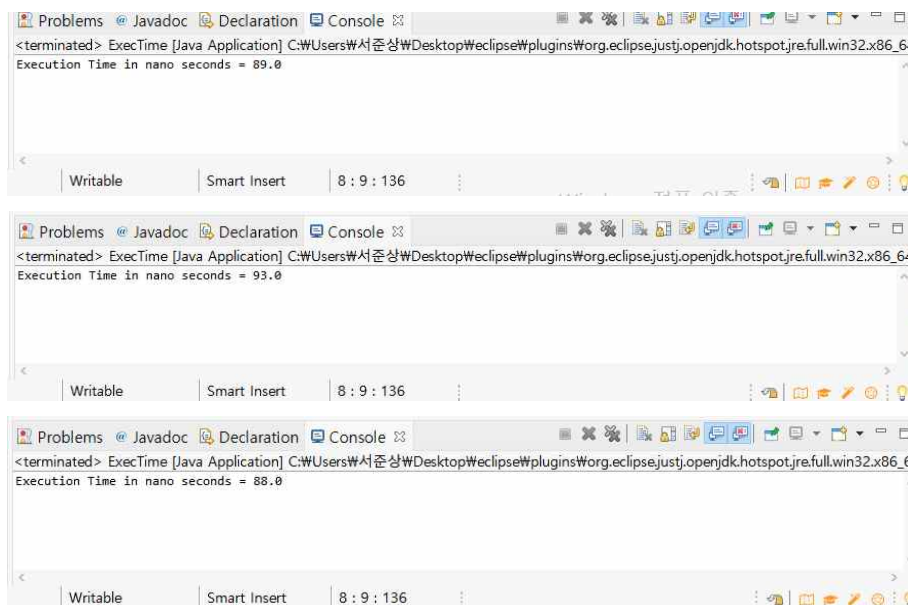 Problems @ Javadoc Declaration Console
<terminated> ExecTime [Java Application] C:₩Users₩서준상₩Desktop₩eclipse₩plugins₩org.eclipse.justj.openjdk.hotspot.jre.full.win32.x86_64
Execution Time in nano seconds = 89.0
Writable Smart Insert 8 : 9 : 136
Problems @ Javadoc Declaration Console
<terminated> ExecTime [Java Application] C:₩Users₩서준상₩Desktop₩eclipse₩plugins₩org.eclipse.justj.openjdk.hotspot.jre.full.win32.x86_64
Execution Time in nano seconds = 93.0
Writable Smart Insert 8 : 9 : 136
Problems @ Javadoc Declaration Console
<terminated> ExecTime [Java Application] C:₩Users₩서준상₩Desktop₩eclipse₩plugins₩org.eclipse.justj.openjdk.hotspot.jre.full.win32.x86_6
Execution Time in nano seconds = 88.0
Writable Smart Insert 8 : 9 : 136